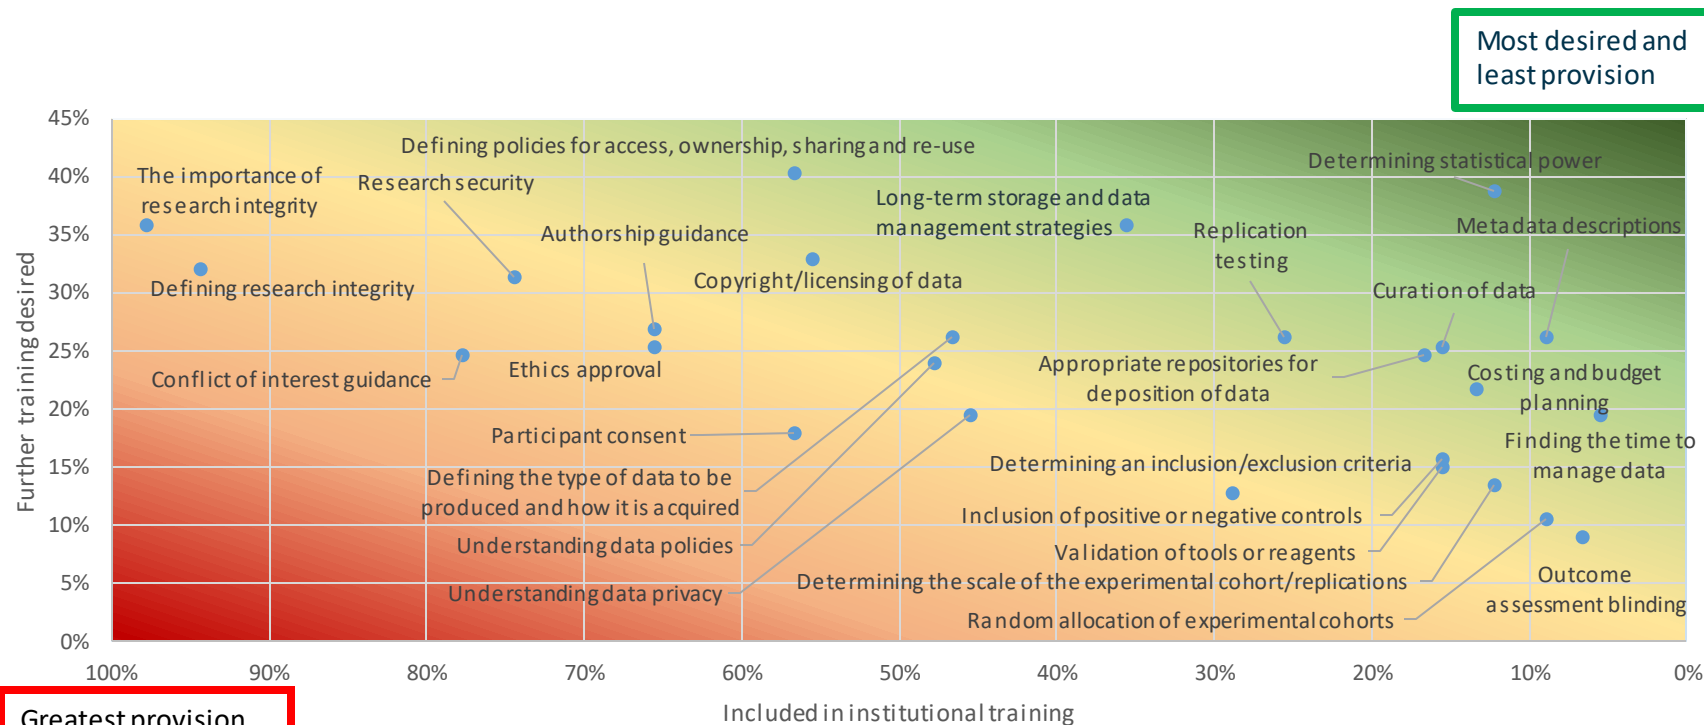 Most desired and
least provision
45%
40%
35%
30%
25%
20%
15%
10%
5%
0%
Further training desired
Defining policies for access, ownership, sharing and re-use
Determining statistical power
The importance of
research integrity
Research security
Long-term storage and data
management strategies
Metadata descriptions
Authorship guidance
Replication
testing
Defining research integrity
Copyright/licensing of data
Curation of data
Conflict of interest guidance
Ethics approval
Appropriate repositories for
deposition of data
Costing and budget
planning
Participant consent
Finding the time to
manage data
Determining an inclusion/exclusion criteria
Defining the type of data to be
produced and how it is acquired
Inclusion of positive or negative controls
Understanding data policies
Validation of tools or reagents
Understanding data privacy
Determining the scale of the experimental cohort/replications
Outcome
assessment blinding
Random allocation of experimental cohorts
100%
90%
80%
70%
60%
50%
40%
30%
20%
10%
0%
Included in institutional training
Greatest provision